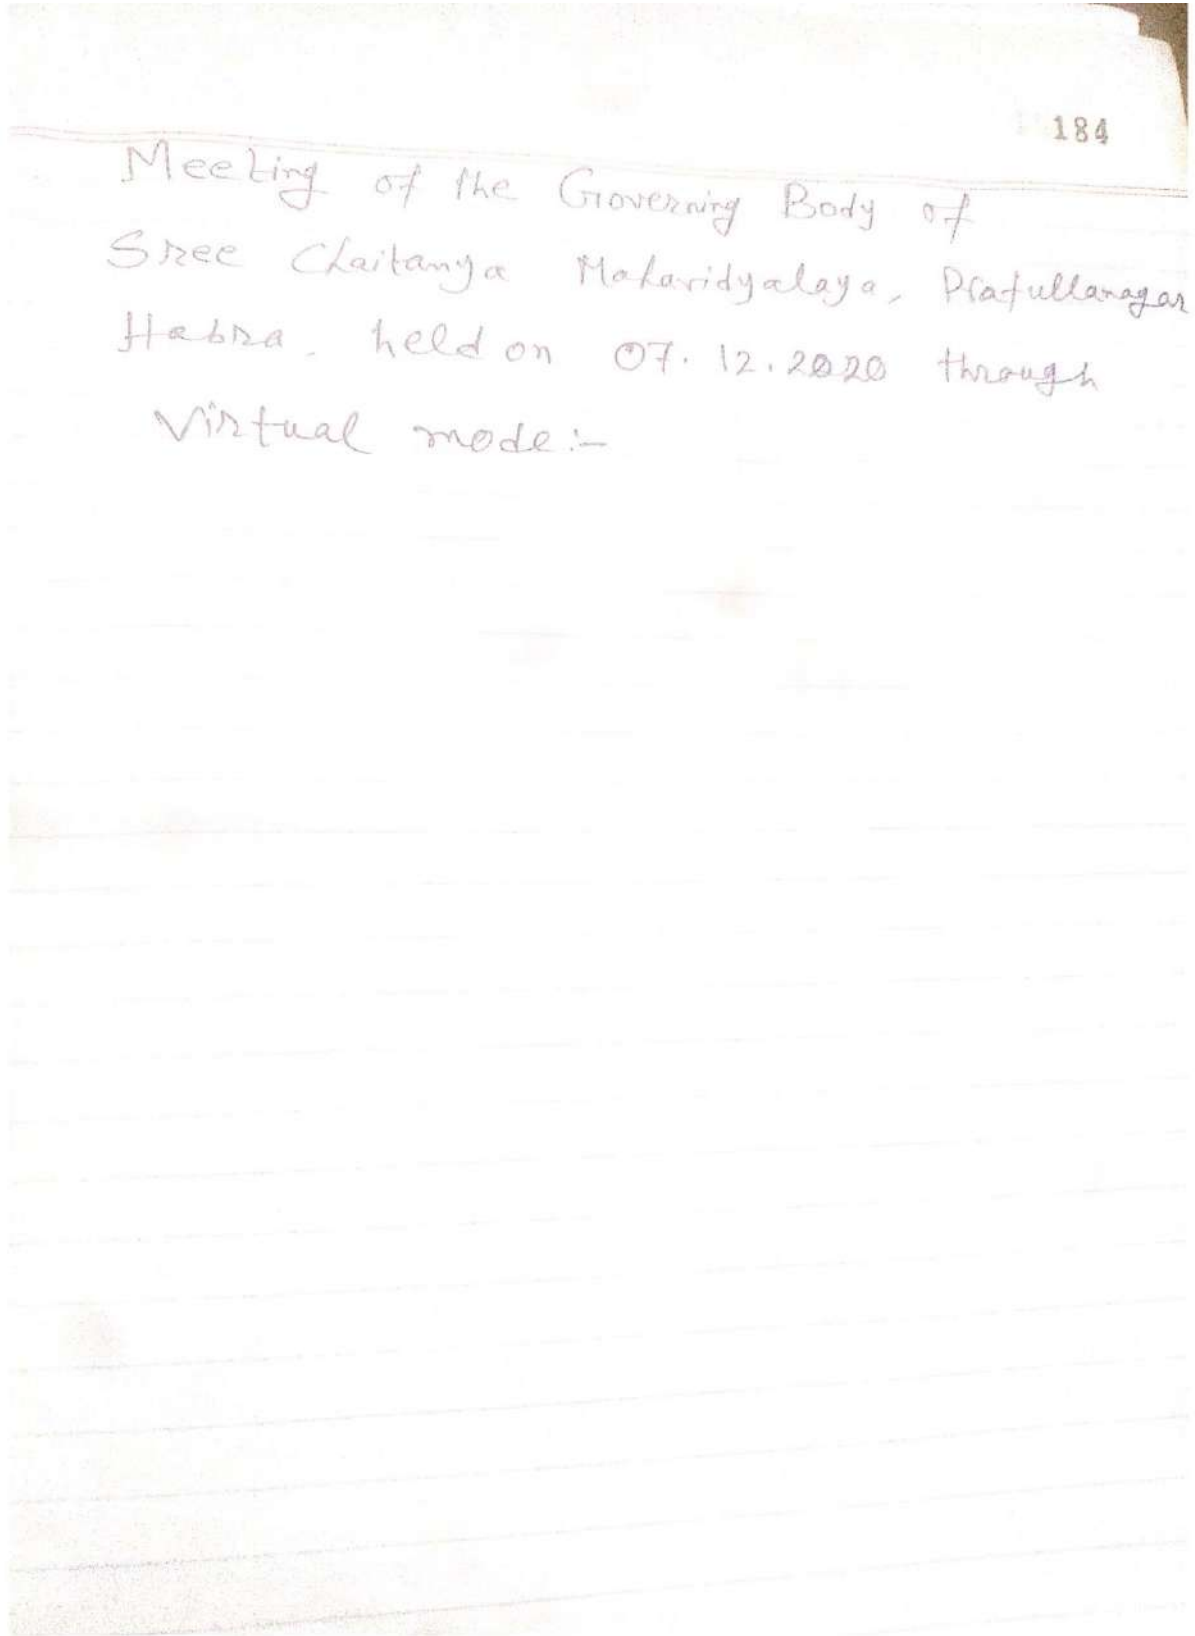 184
Meeting of the Governing Body of
Sree Chaitanya Mahavidyalaya, Prafullanagar
Habra, held on 07.12.2020 through
Virtual mode:-